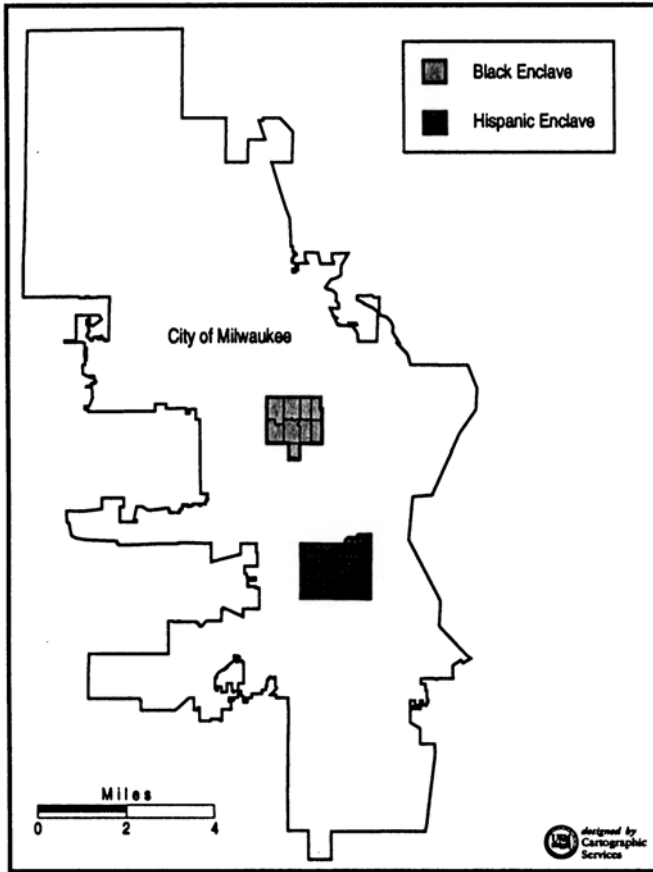 Black Enclave
Hispanic Enclave
City of Milwaukee
Miles
0 2 4
designed by
Cartographic
Services